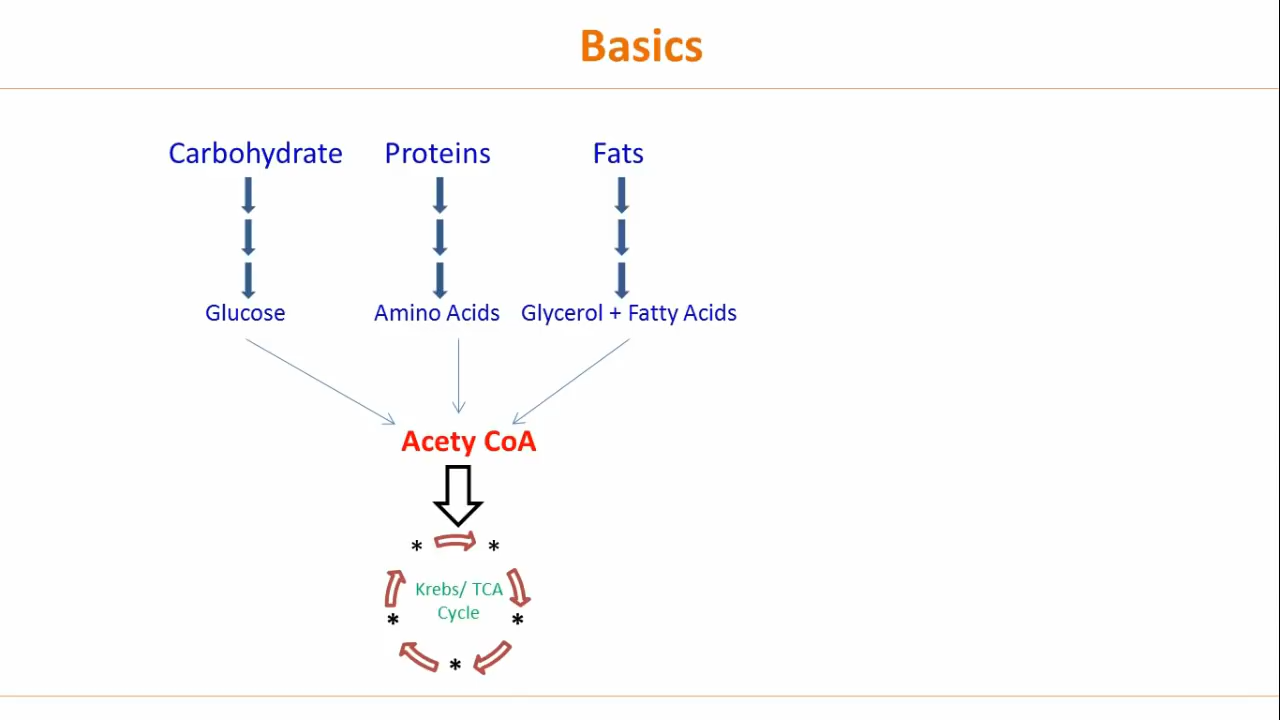 Basics
Carbohydrate Proteins Fats
Glucose Amino Acids Glycerol + Fatty Acids
Acety CoA
* *
Krebs/ TCA
Cycle
* *
*